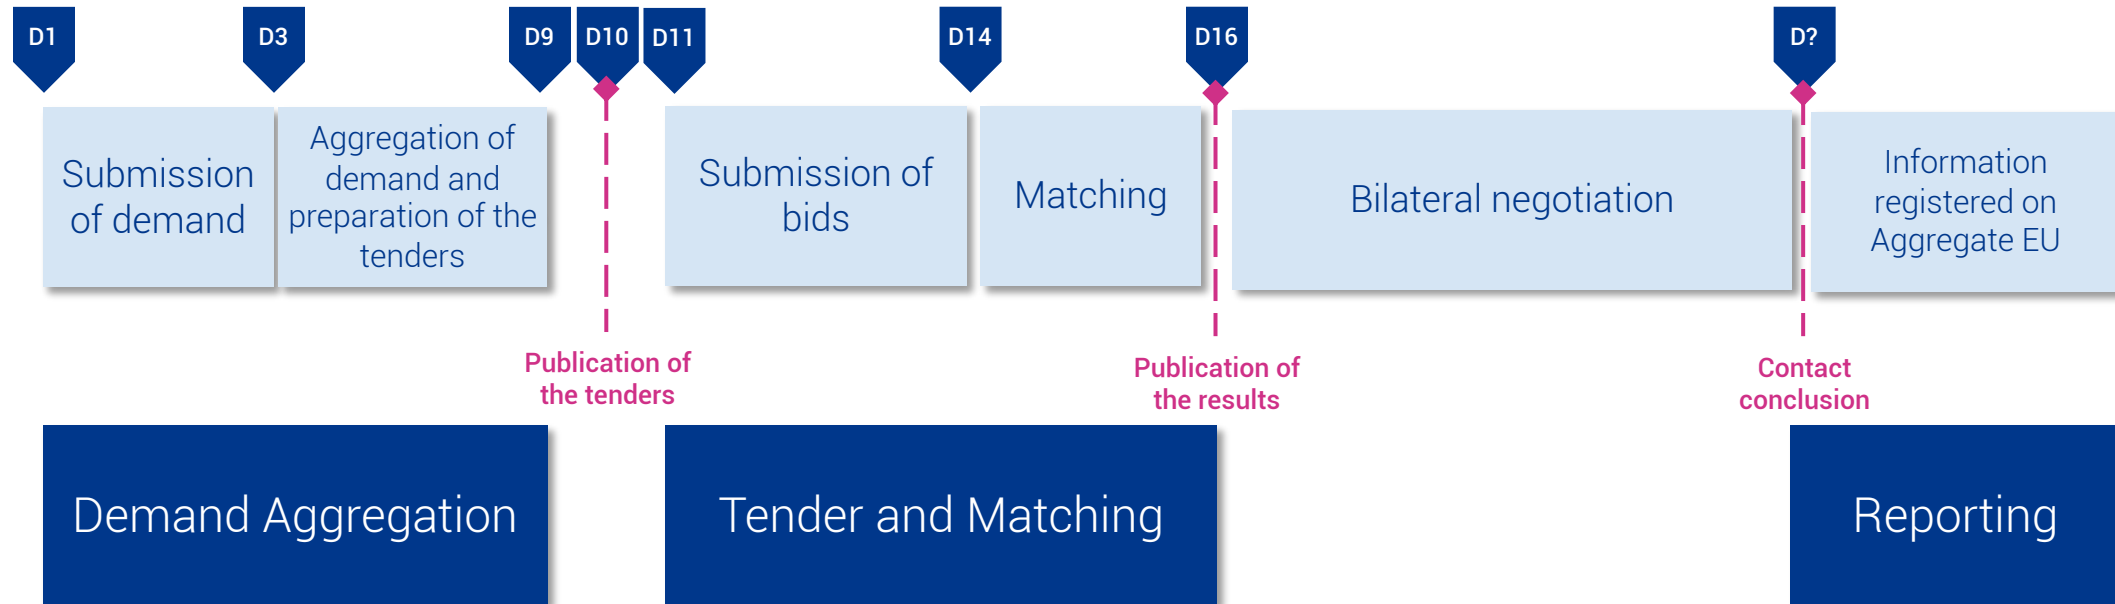 D1
D3
D9
D10
D11
D14
D16
D?
Submission
of demand
Aggregation of
demand and
preparation of the
tenders
Submission of
bids
Matching
Bilateral negotiation
Information
registered on
Aggregate EU
Publication of
the tenders
Publication of
the results
Contact
conclusion
Demand Aggregation
Tender and Matching
Reporting